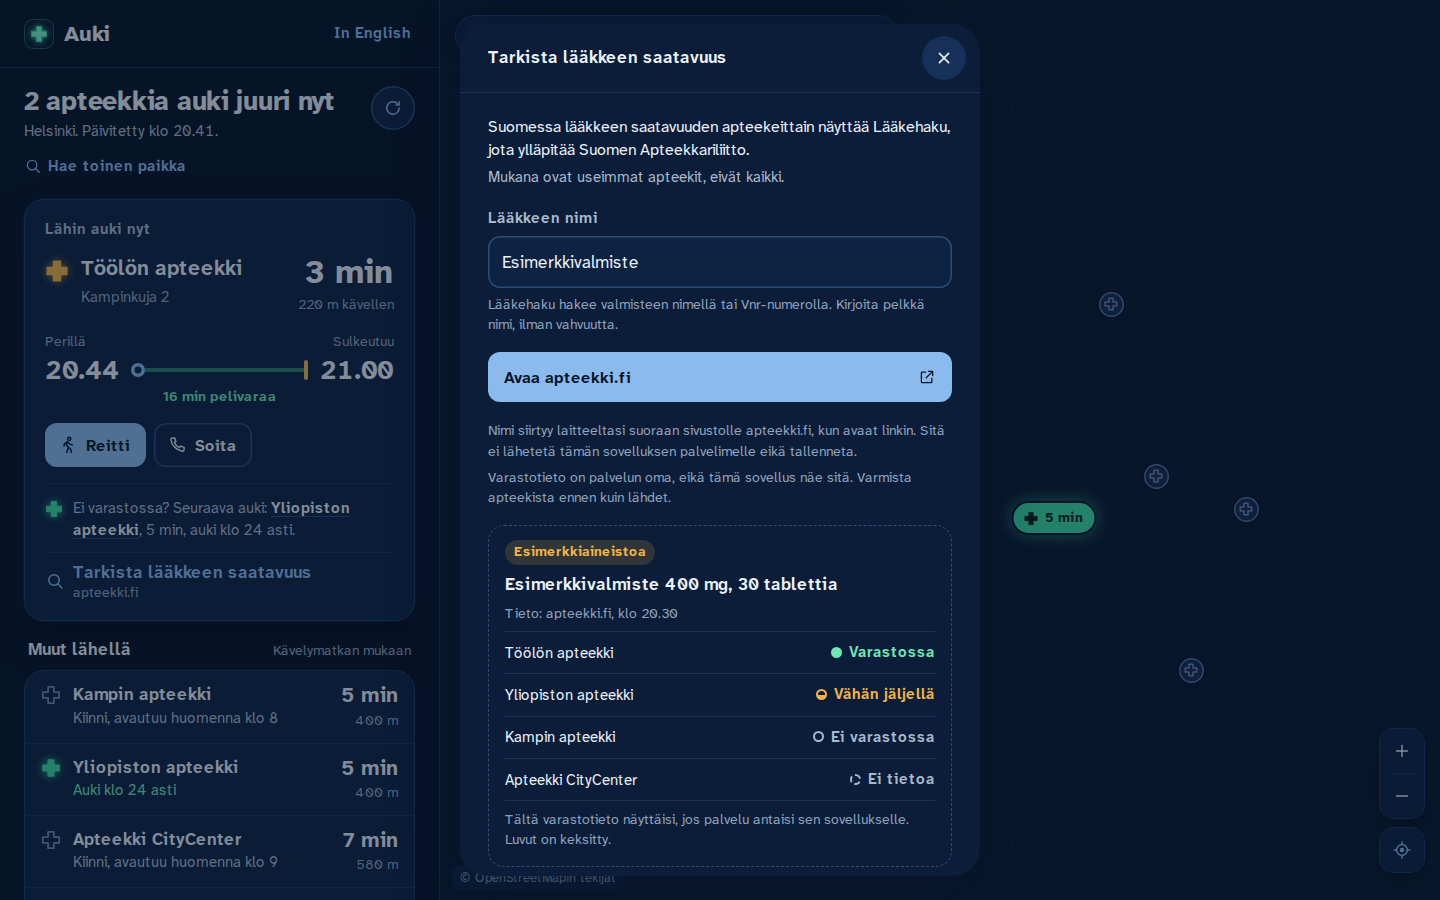 Auki
In English
2 apteekkia auki juuri nyt
Helsinki. Päivitetty klo 20.41.
Hae toinen paikka
Lähin auki nyt
Töölön apteekki
3 min
Kampinkuja 2
220 m kävellen
Perillä
Sulkeutuu
20.44
21.00
16 min pelivaraa
Reitti
Soita
Ei varastossa? Seuraava auki: Yliopiston
apteekki, 5 min, auki klo 24 asti.
Tarkista lääkkeen saatavuus
apteekki.fi
Muut lähellä
Kävelymatkan mukaan
Kampin apteekki
5 min
Kiinni, avautuu huomenna klo 8
400 m
Yliopiston apteekki
5 min
Auki klo 24 asti
400 m
Apteekki CityCenter
7 min
Kiinni, avautuu huomenna klo 9
580 m
Tarkista lääkkeen saatavuus
Suomessa lääkkeen saatavuuden apteekeittain näyttää Lääkehaku,
jota ylläpitää Suomen Apteekkariliitto.
Mukana ovat useimmat apteekit, eivät kaikki.
Lääkkeen nimi
Esimerkkivalmiste
Lääkehaku hakee valmisteen nimellä tai Vnr-numerolla. Kirjoita pelkkä
nimi, ilman vahvuutta.
Avaa apteekki.fi
Nimi siirtyy laitteeltasi suoraan sivustolle apteekki.fi, kun avaat linkin. Sitä
ei lähetetä tämän sovelluksen palvelimelle eikä tallenneta.
Varastotieto on palvelun oma, eikä tämä sovellus näe sitä. Varmista
apteekista ennen kuin lähdet.
Esimerkkiaineistoa
Esimerkkivalmiste 400 mg, 30 tablettia
Tieto: apteekki.fi, klo 20.30
Töölön apteekki
Varastossa
Yliopiston apteekki
Vähän jäljellä
Kampin apteekki
Ei varastossa
Apteekki CityCenter
Ei tietoa
Tältä varastotieto näyttäisi, jos palvelu antaisi sen sovellukselle.
Luvut on keksitty.
© OpenStreetMapin tekijät
5 min